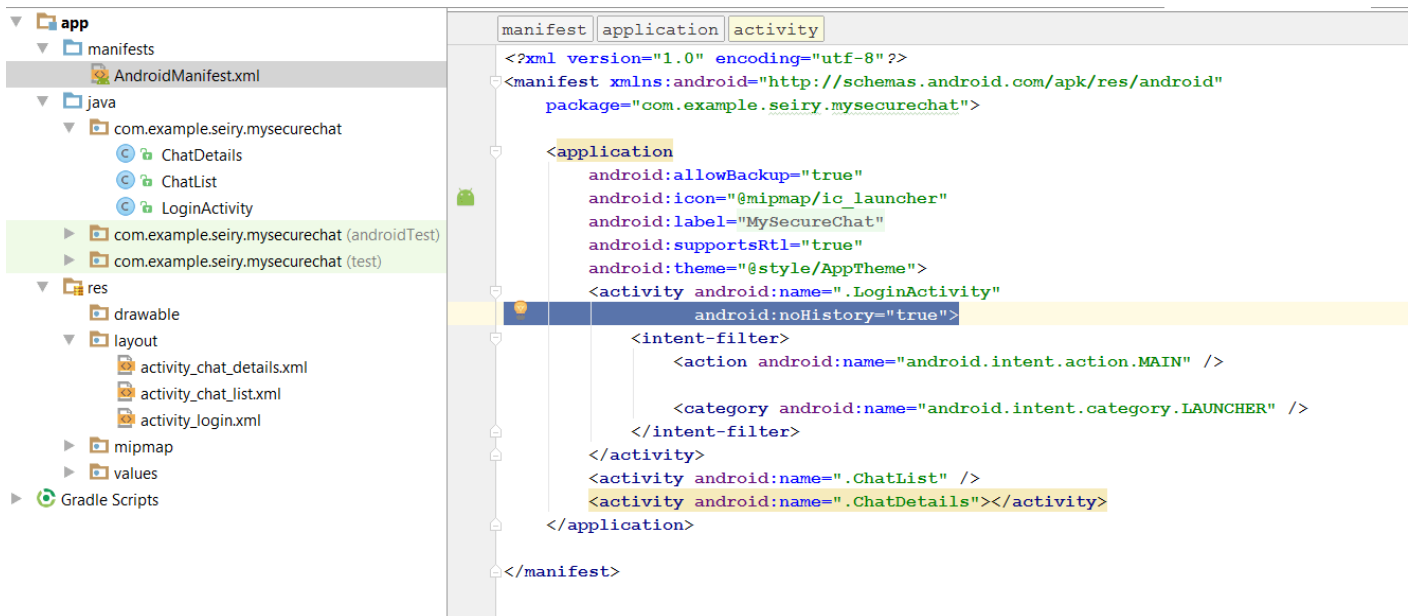 app
manifests
AndroidManifest.xml
java
com.example.seiry.mysecurechat
C ChatDetails
C ChatList
C LoginActivity
com.example.seiry.mysecurechat (androidTest)
com.example.seiry.mysecurechat (test)
res
drawable
layout
activity_chat_details.xml
activity_chat_list.xml
activity_login.xml
mipmap
values
Gradle Scripts
manifest application activity
<?xml version="1.0" encoding="utf-8"?>
<manifest xmlns:android="http://schemas.android.com/apk/res/android"
    package="com.example.seiry.mysecurechat">

    <application
        android:allowBackup="true"
        android:icon="@mipmap/ic_launcher"
        android:label="MySecureChat"
        android:supportsRtl="true"
        android:theme="@style/AppTheme">
        <activity android:name=".LoginActivity"
                  android:noHistory="true">
            <intent-filter>
                <action android:name="android.intent.action.MAIN" />

                <category android:name="android.intent.category.LAUNCHER" />
            </intent-filter>
        </activity>
        <activity android:name=".ChatList" />
        <activity android:name=".ChatDetails"></activity>
    </application>

</manifest>